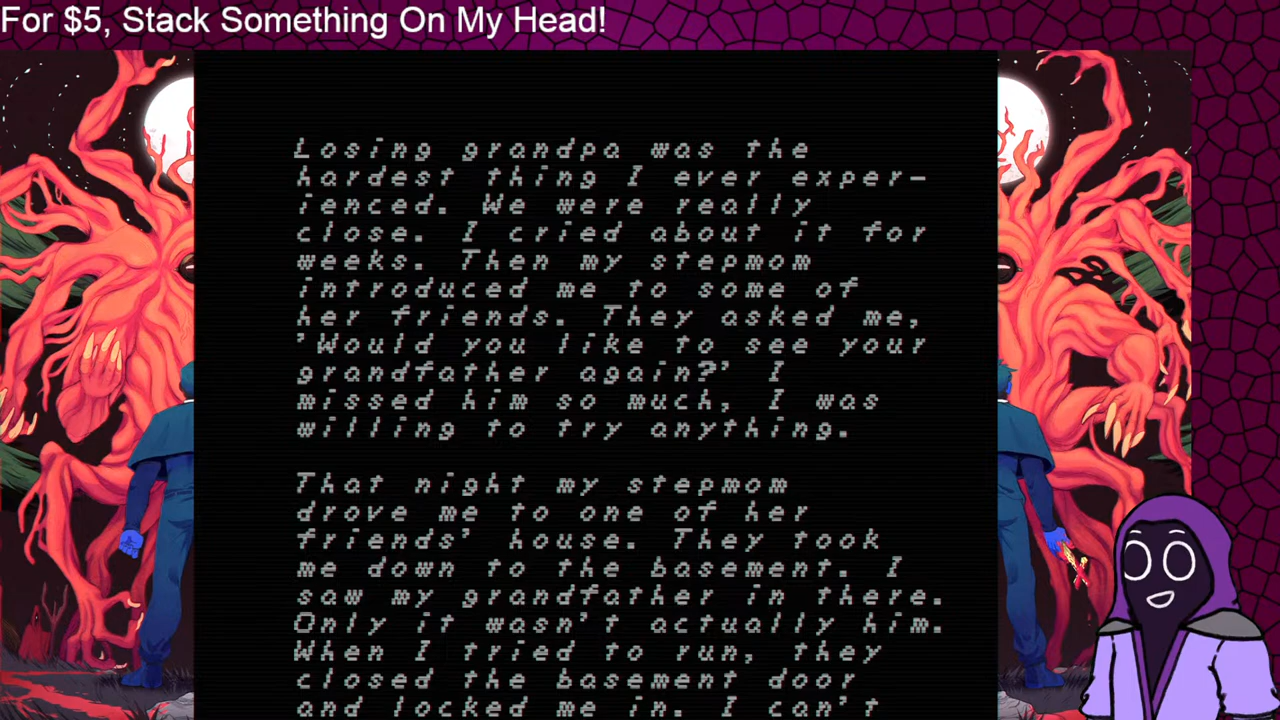 For $5, Stack Something On My Head!
Losing grandpa was the
hardest thing I ever exper-
ienced. We were really
close. I cried about it for
weeks. Then my stepmom
introduced me to some of
her friends. They asked me,
'Would you like to see your
grandfather again?' I
missed him so much, I was
willing to try anything.
That night my stepmom
drove me to one of her
friends' house. They took
me down to the basement. I
saw my grandfather in there.
Only it wasn't actually him.
When I tried to run, they
closed the basement door
and locked me in. I can't